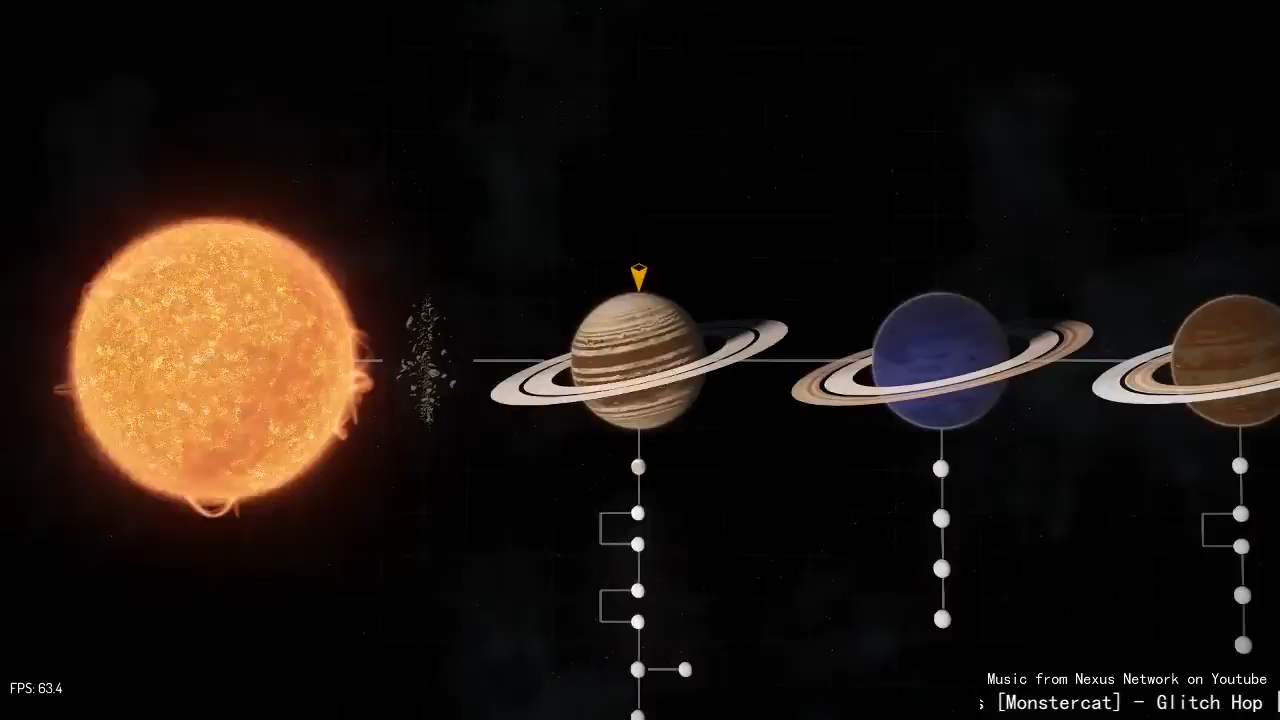 FPS: 63.4
Music from Nexus Network on Youtube
s [Monstercat] - Glitch Hop